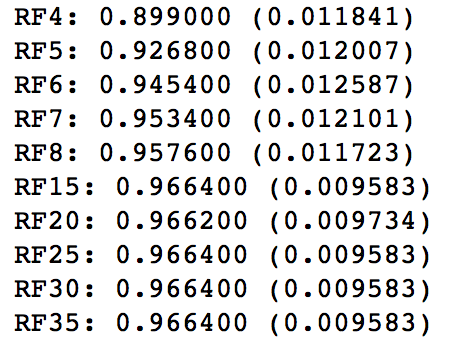 RF4: 0.899000 (0.011841)
RF5: 0.926800 (0.012007)
RF6: 0.945400 (0.012587)
RF7: 0.953400 (0.012101)
RF8: 0.957600 (0.011723)
RF15: 0.966400 (0.009583)
RF20: 0.966200 (0.009734)
RF25: 0.966400 (0.009583)
RF30: 0.966400 (0.009583)
RF35: 0.966400 (0.009583)